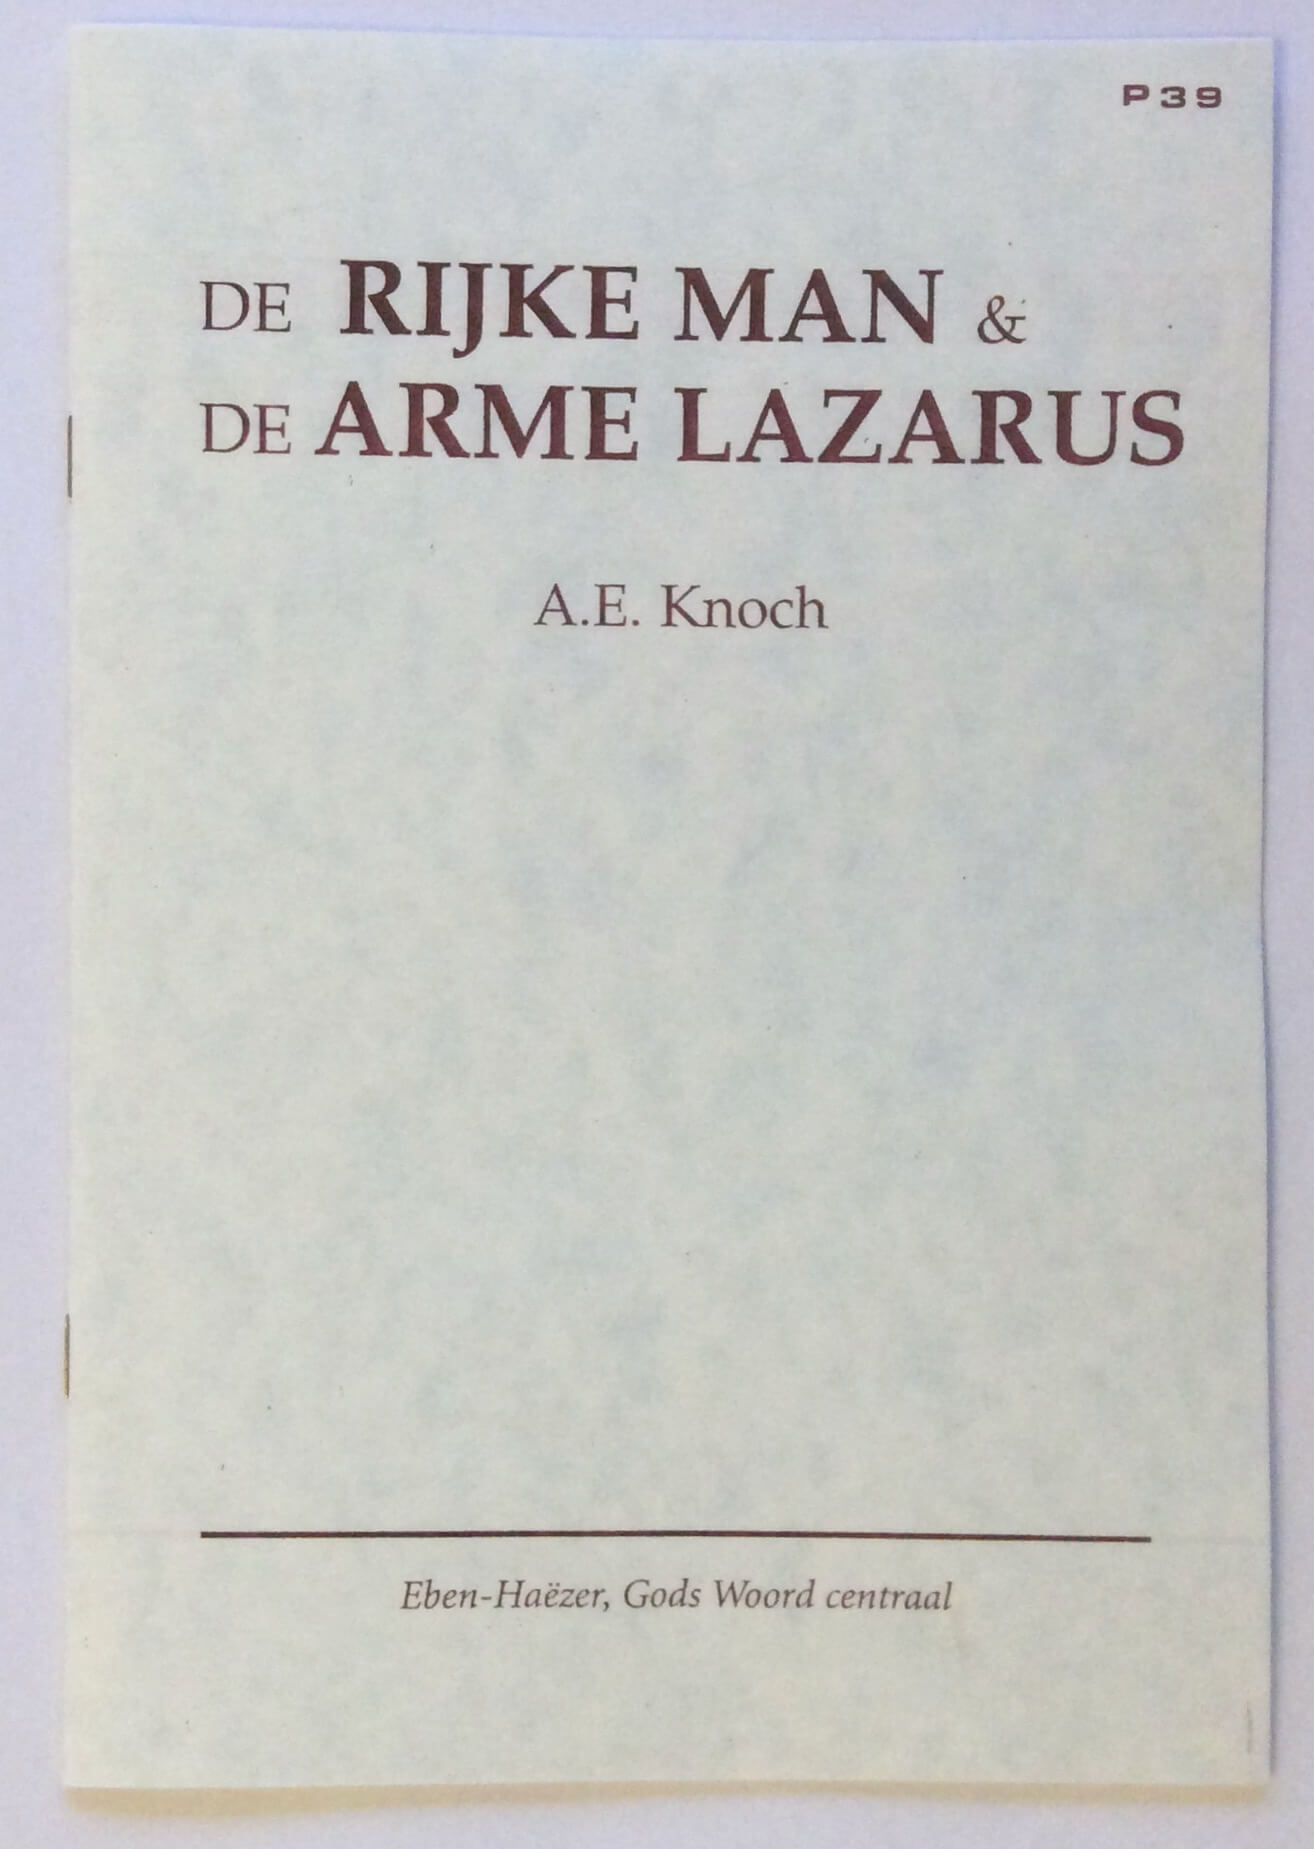 P39
DE RIJKE MAN &
DE ARME LAZARUS
A.E. Knoch
Eben-Haëzer, Gods Woord centraal